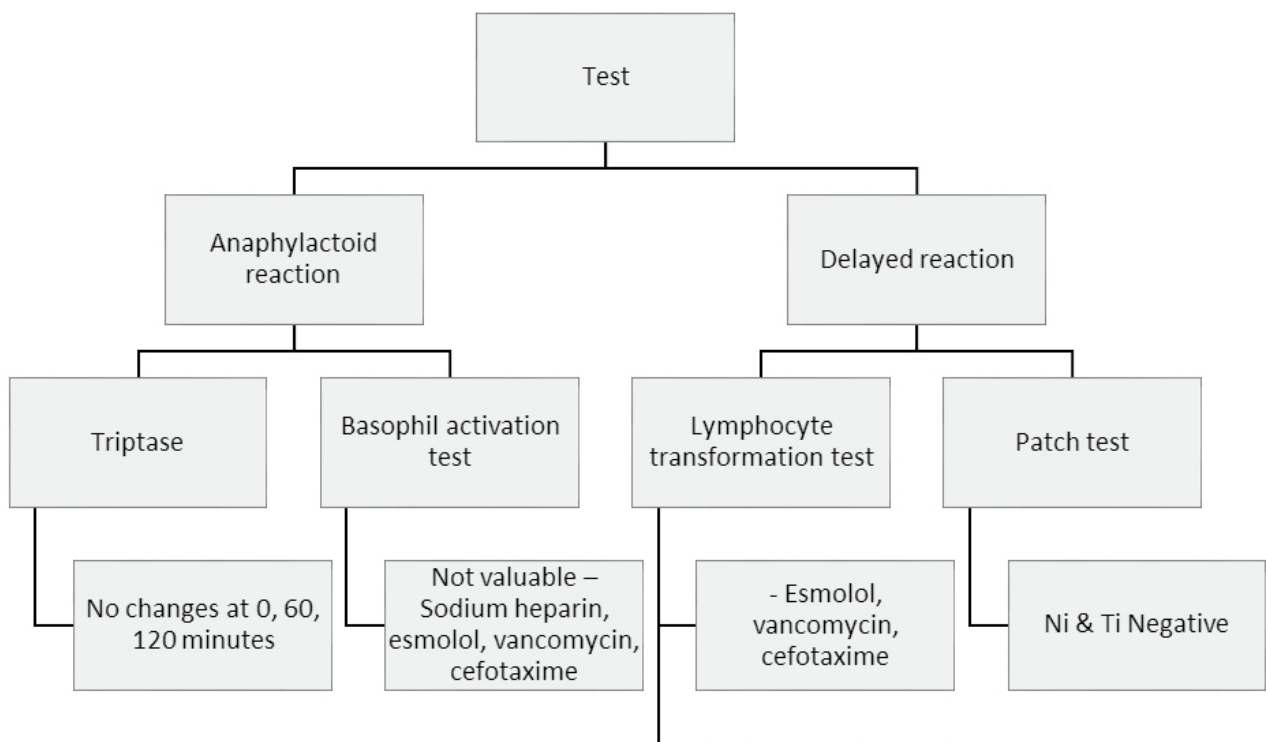 Test
Anaphylactoid
reaction
Delayed reaction
Triptase
Basophil activation
test
Lymphocyte
transformation test
Patch test
No changes at 0, 60,
120 minutes
Not valuable –
Sodium heparin,
esmolol, vancomycin,
cefotaxime
- Esmolol,
vancomycin,
cefotaxime
Ni & Ti Negative